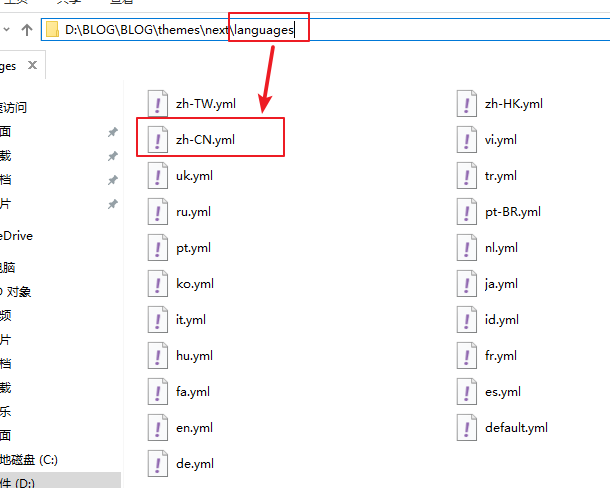 D:\BLOG\BLOG\themes\next\languages
ges
速访问
面
载
档
片
eDrive
电脑
D 对象
频
片
档
载
乐
面
地磁盘 (C:)
件 (D:)
zh-TW.yml
zh-HK.yml
zh-CN.yml
vi.yml
uk.yml
tr.yml
ru.yml
pt-BR.yml
pt.yml
nl.yml
ko.yml
ja.yml
it.yml
id.yml
hu.yml
fr.yml
fa.yml
es.yml
en.yml
default.yml
de.yml